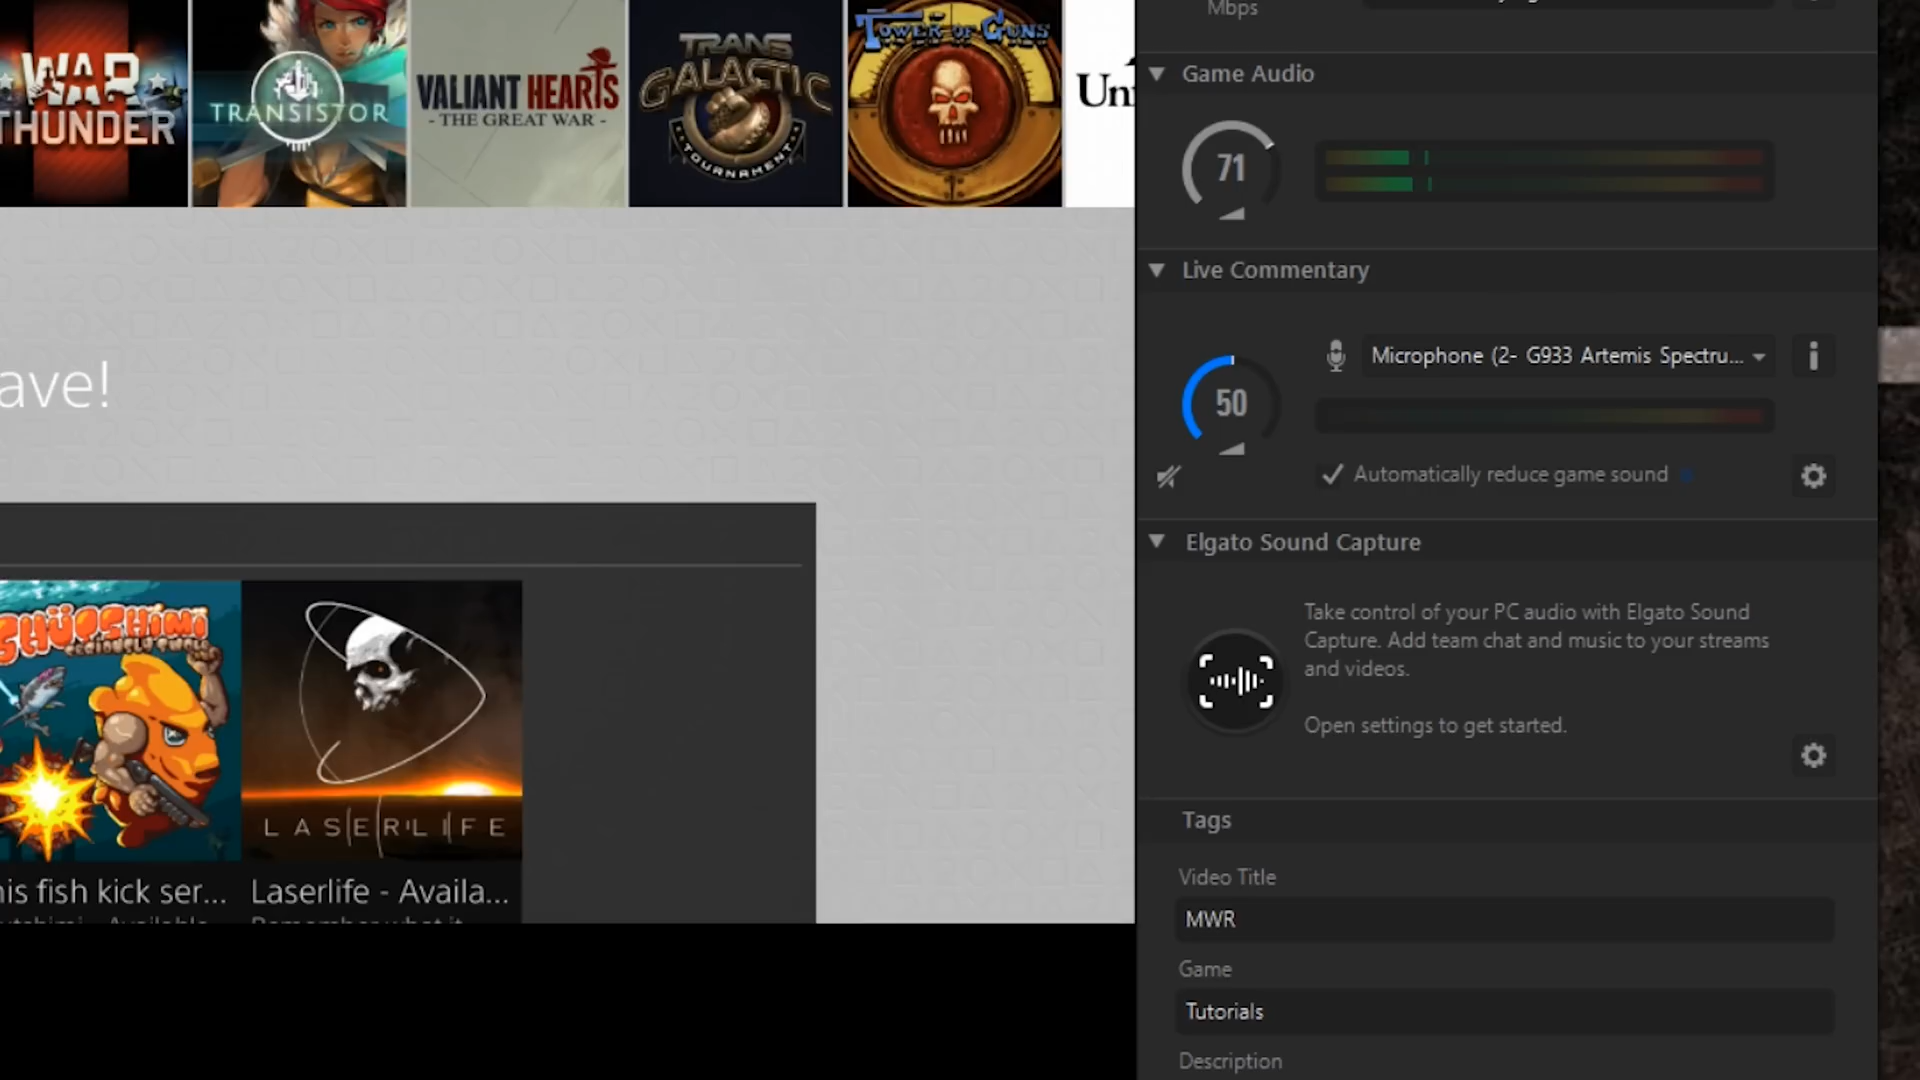 Mbps
WAR
THUNDER
TRANSISTOR
VALIANT HEARTS
- THE GREAT WAR -
TRANS
GALACTIC
TOURNAMENT
TOWER OF GUNS
Game Audio
71
Live Commentary
Microphone (2- G933 Artemis Spectru...
50
Automatically reduce game sound
ave!
Elgato Sound Capture
Take control of your PC audio with Elgato Sound
Capture. Add team chat and music to your streams
and videos.
Open settings to get started.
LASERLIFE
his fish kick ser...
Laserlife - Availa...
Tags
Video Title
MWR
Game
Tutorials
Description